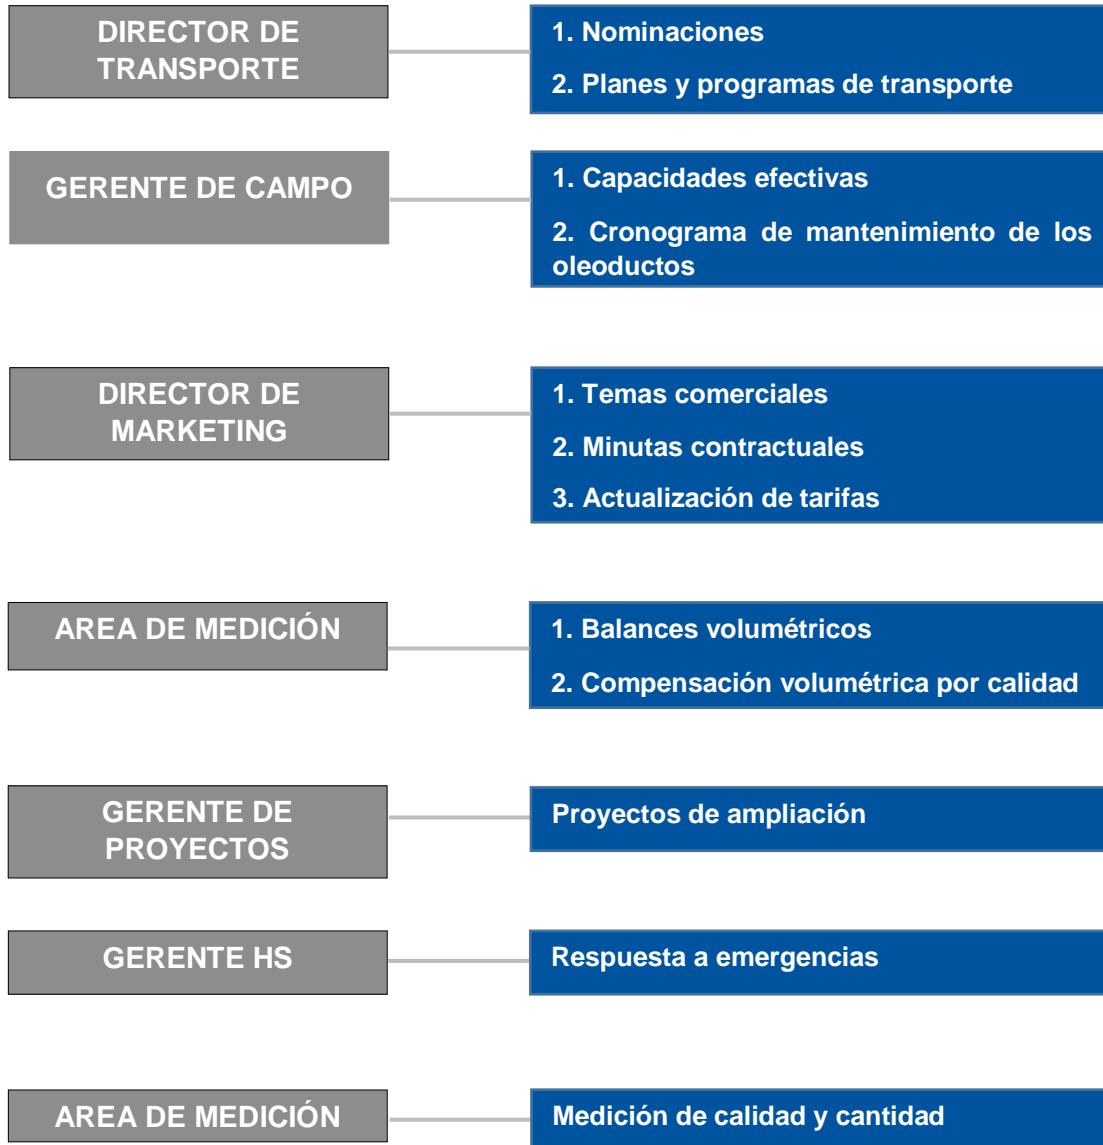 DIRECTOR DE
TRANSPORTE
1. Nominaciones
2. Planes y programas de transporte
GERENTE DE CAMPO
1. Capacidades efectivas
2. Cronograma de mantenimiento de los
oleoductos
DIRECTOR DE
MARKETING
1. Temas comerciales
2. Minutas contractuales
3. Actualización de tarifas
AREA DE MEDICIÓN
1. Balances volumétricos
2. Compensación volumétrica por calidad
GERENTE DE
PROYECTOS
Proyectos de ampliación
GERENTE HS
Respuesta a emergencias
AREA DE MEDICIÓN
Medición de calidad y cantidad